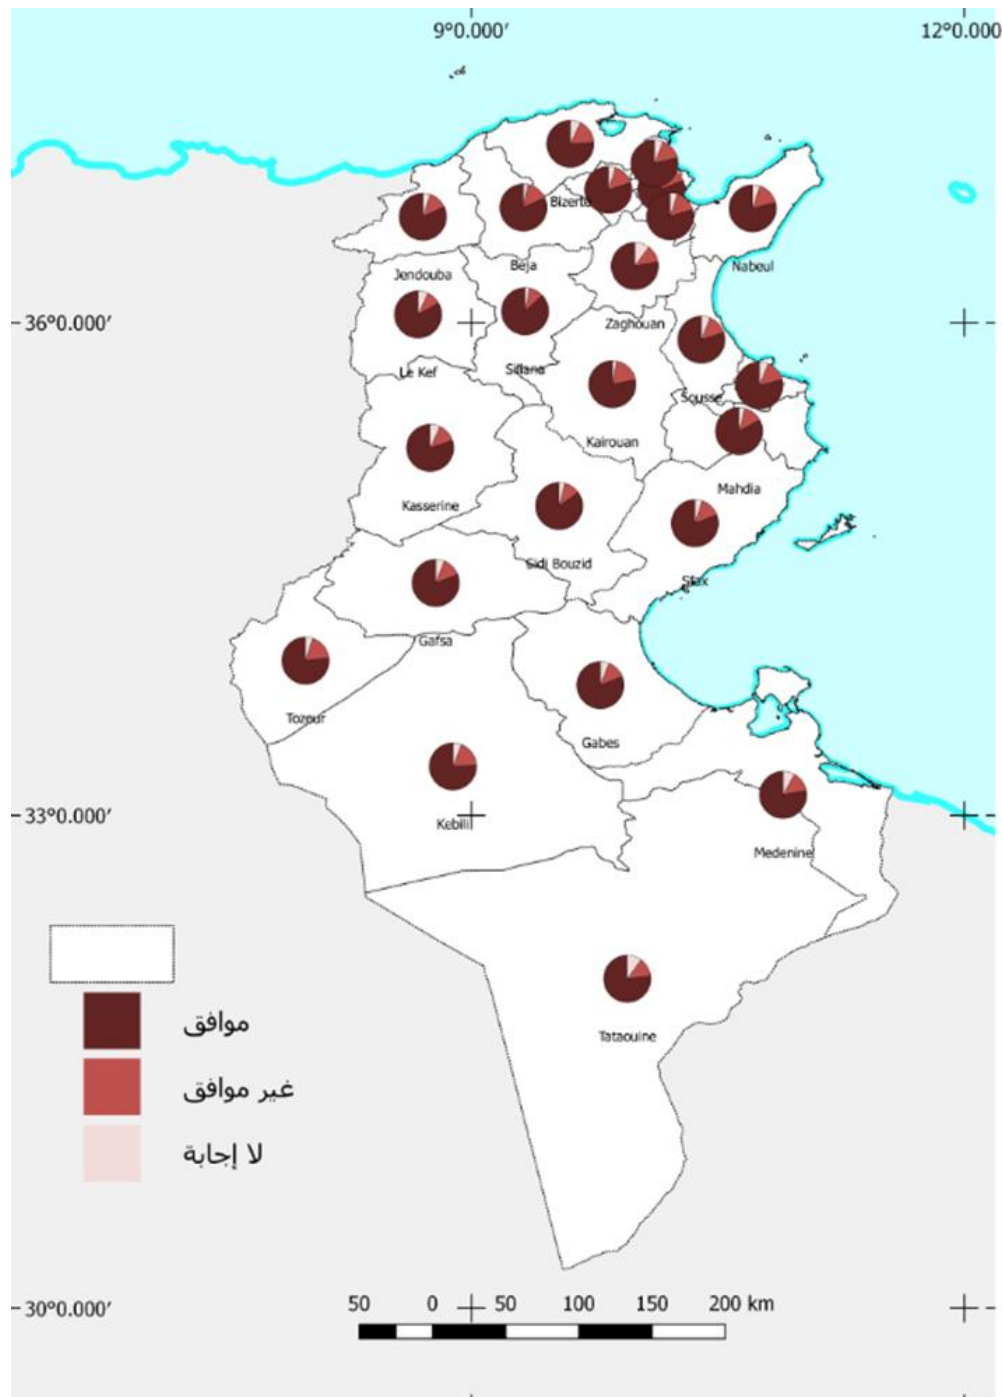 9°0.000′
12°0.000
Bizerte
Nabeul
Jendouba
Beja
Zaghouan
36°0.000′
Le Kef
Siliana
Sousse
Kairouan
Mahdia
Kasserine
Sidi Bouzid
Sfax
Gafsa
Tozeur
Gabes
Kebili
33°0.000′
Medenine
Tataouine
موافق
غير موافق
لا إجابة
50 0 50 100 150 200 km
30°0.000′